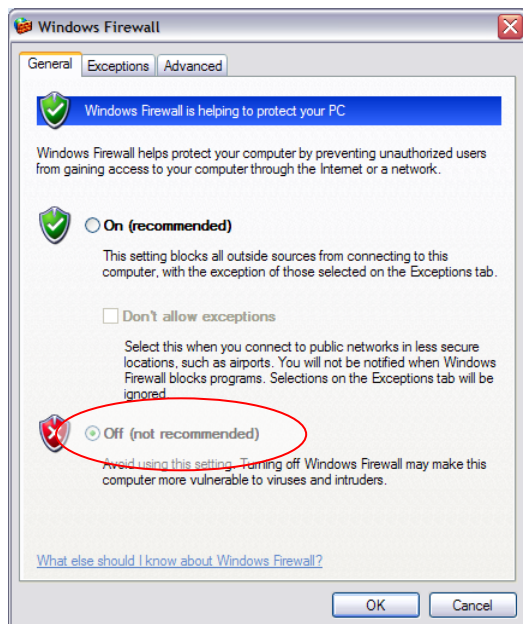 Windows Firewall
General Exceptions Advanced
Windows Firewall is helping to protect your PC
Windows Firewall helps protect your computer by preventing unauthorized users
from gaining access to your computer through the Internet or a network.
On (recommended)
This setting blocks all outside sources from connecting to this
computer, with the exception of those selected on the Exceptions tab.
Don't allow exceptions
Select this when you connect to public networks in less secure
locations, such as airports. You will not be notified when Windows
Firewall blocks programs. Selections on the Exceptions tab will be
ignored.
Off (not recommended)
Avoid using this setting. Turning off Windows Firewall may make this
computer more vulnerable to viruses and intruders.
What else should I know about Windows Firewall?
OK Cancel